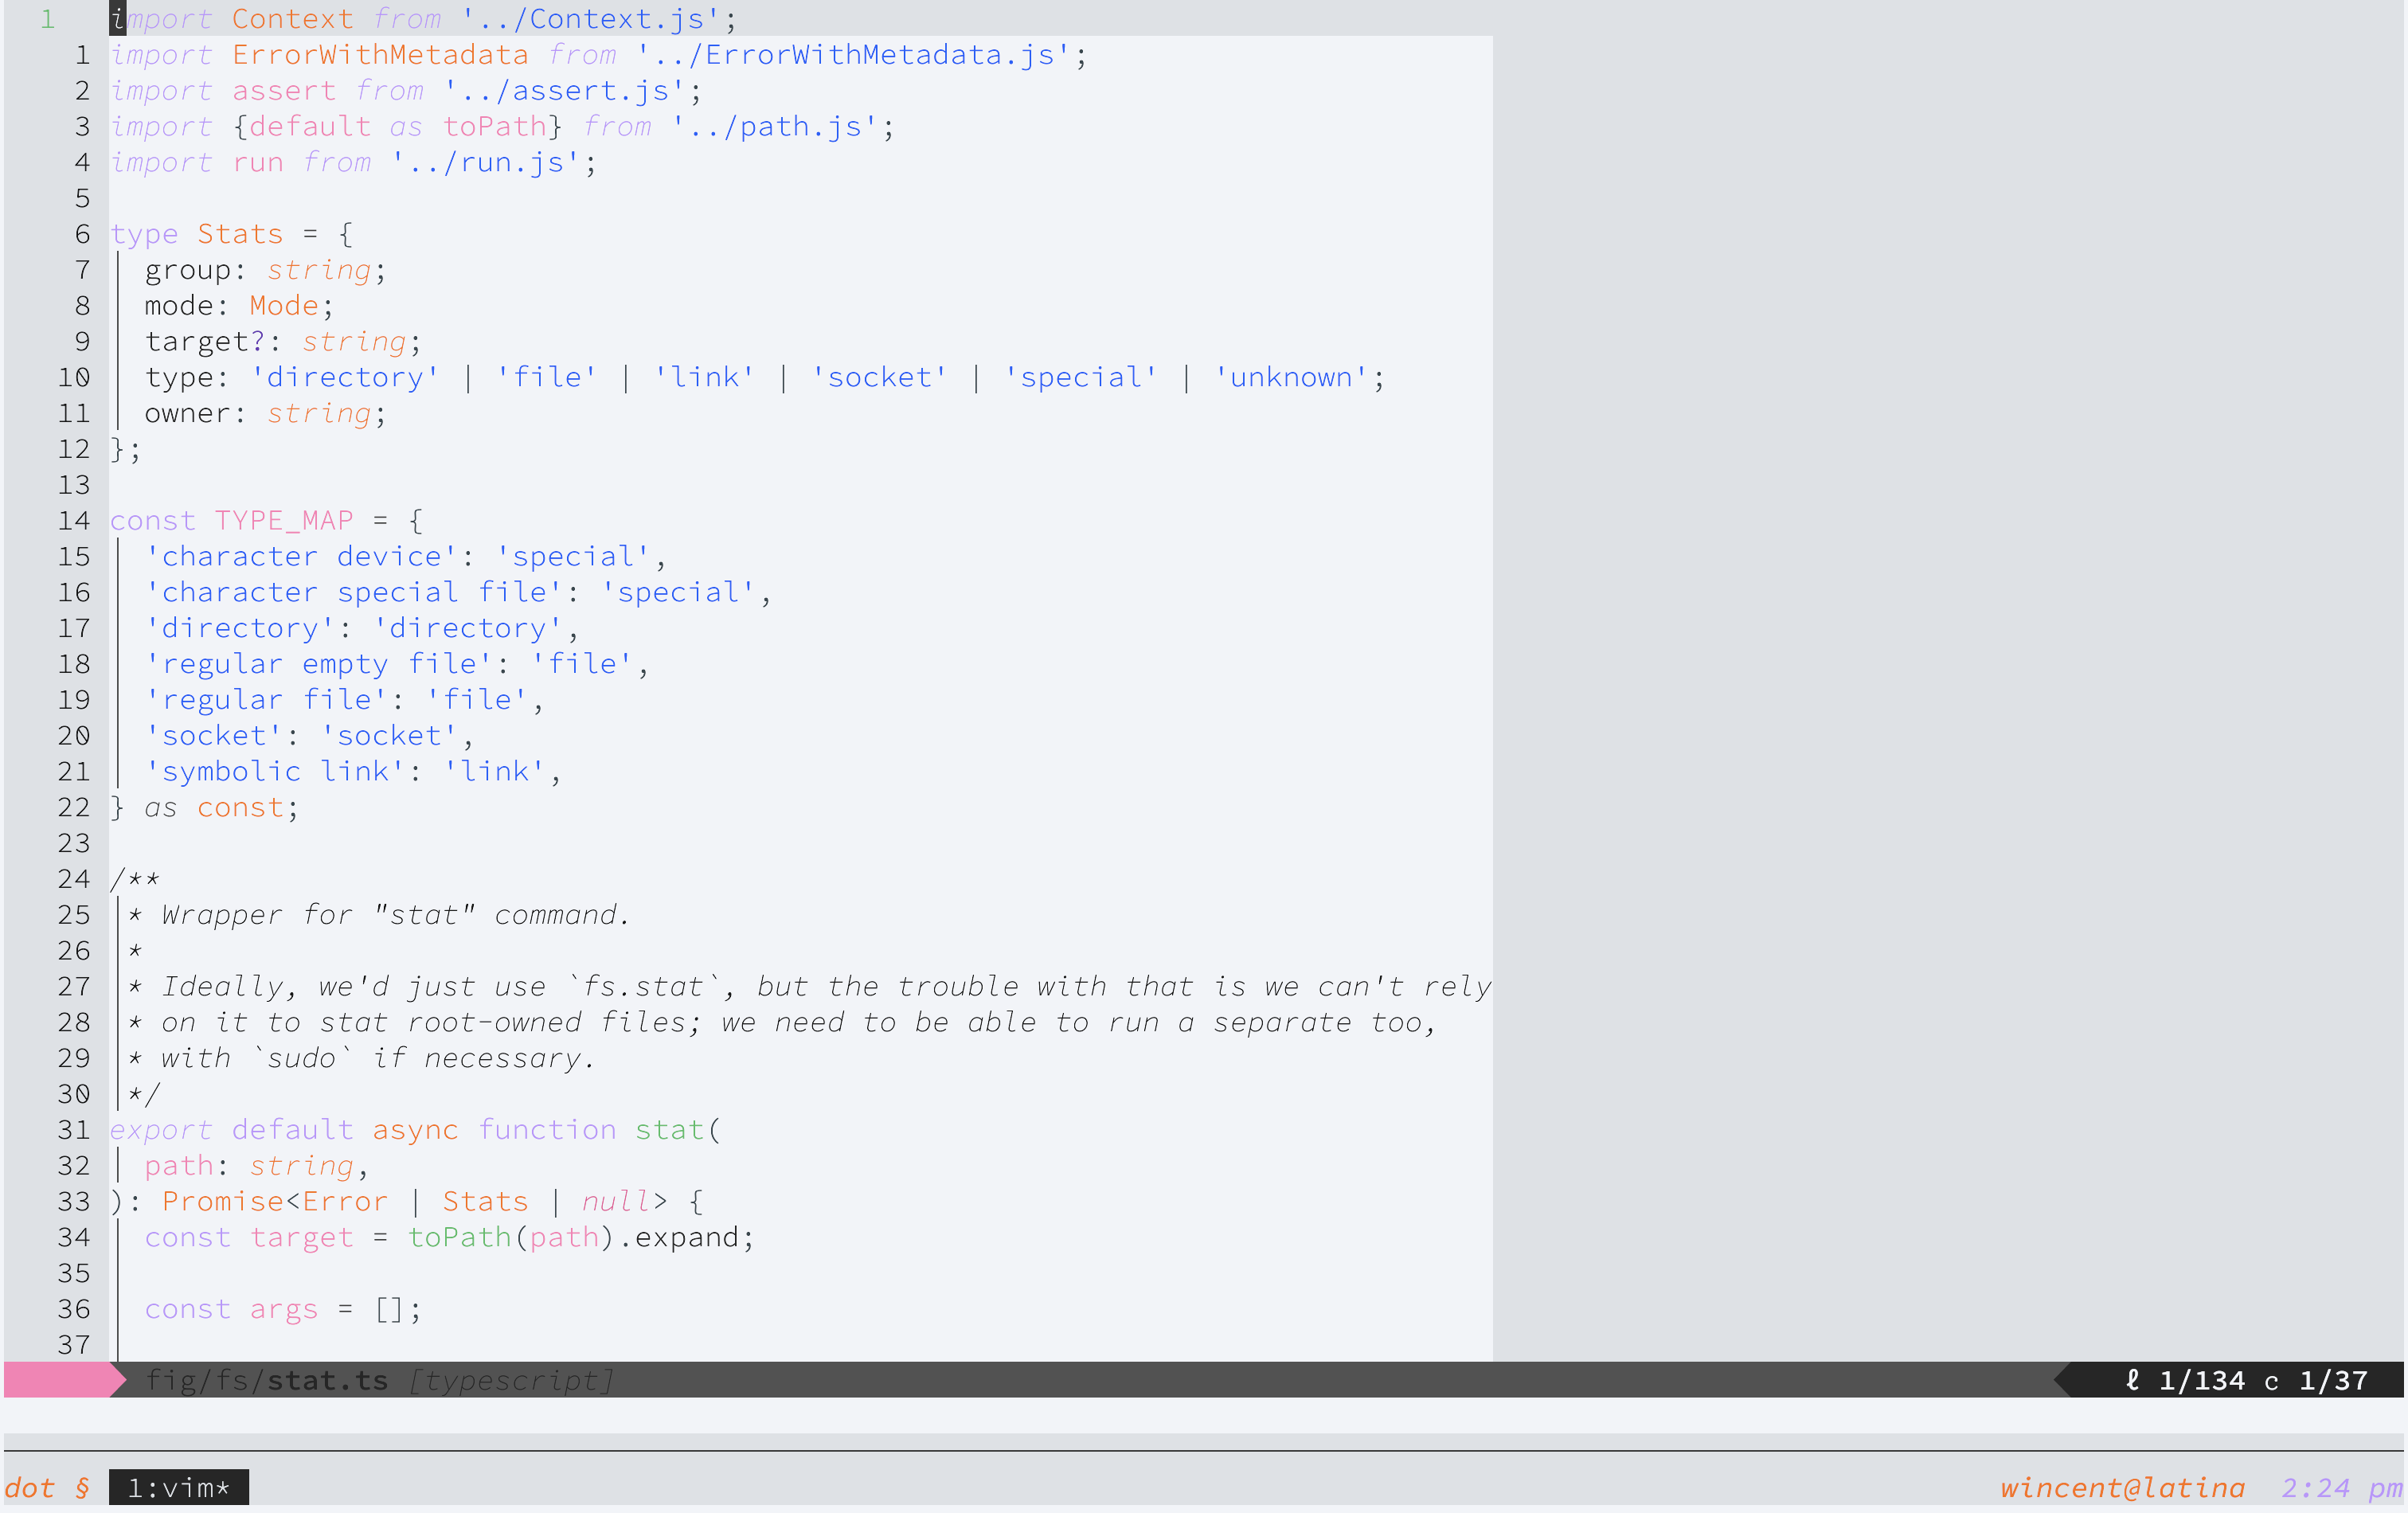 1 import Context from '../Context.js';
1 import ErrorWithMetadata from '../ErrorWithMetadata.js';
2 import assert from '../assert.js';
3 import {default as toPath} from '../path.js';
4 import run from '../run.js';
5
6 type Stats = {
7   group: string;
8   mode: Mode;
9   target?: string;
10   type: 'directory' | 'file' | 'link' | 'socket' | 'special' | 'unknown';
11   owner: string;
12 };
13
14 const TYPE_MAP = {
15   'character device': 'special',
16   'character special file': 'special',
17   'directory': 'directory',
18   'regular empty file': 'file',
19   'regular file': 'file',
20   'socket': 'socket',
21   'symbolic link': 'link',
22 } as const;
23
24 /**
25  * Wrapper for "stat" command.
26  *
27  * Ideally, we'd just use `fs.stat`, but the trouble with that is we can't rely
28  * on it to stat root-owned files; we need to be able to run a separate too,
29  * with `sudo` if necessary.
30  */
31 export default async function stat(
32   path: string,
33 ): Promise<Error | Stats | null> {
34   const target = toPath(path).expand;
35
36   const args = [];
37
fig/fs/stat.ts [typescript] ℓ 1/134 c 1/37
dot § 1:vim* wincent@latina 2:24 pm